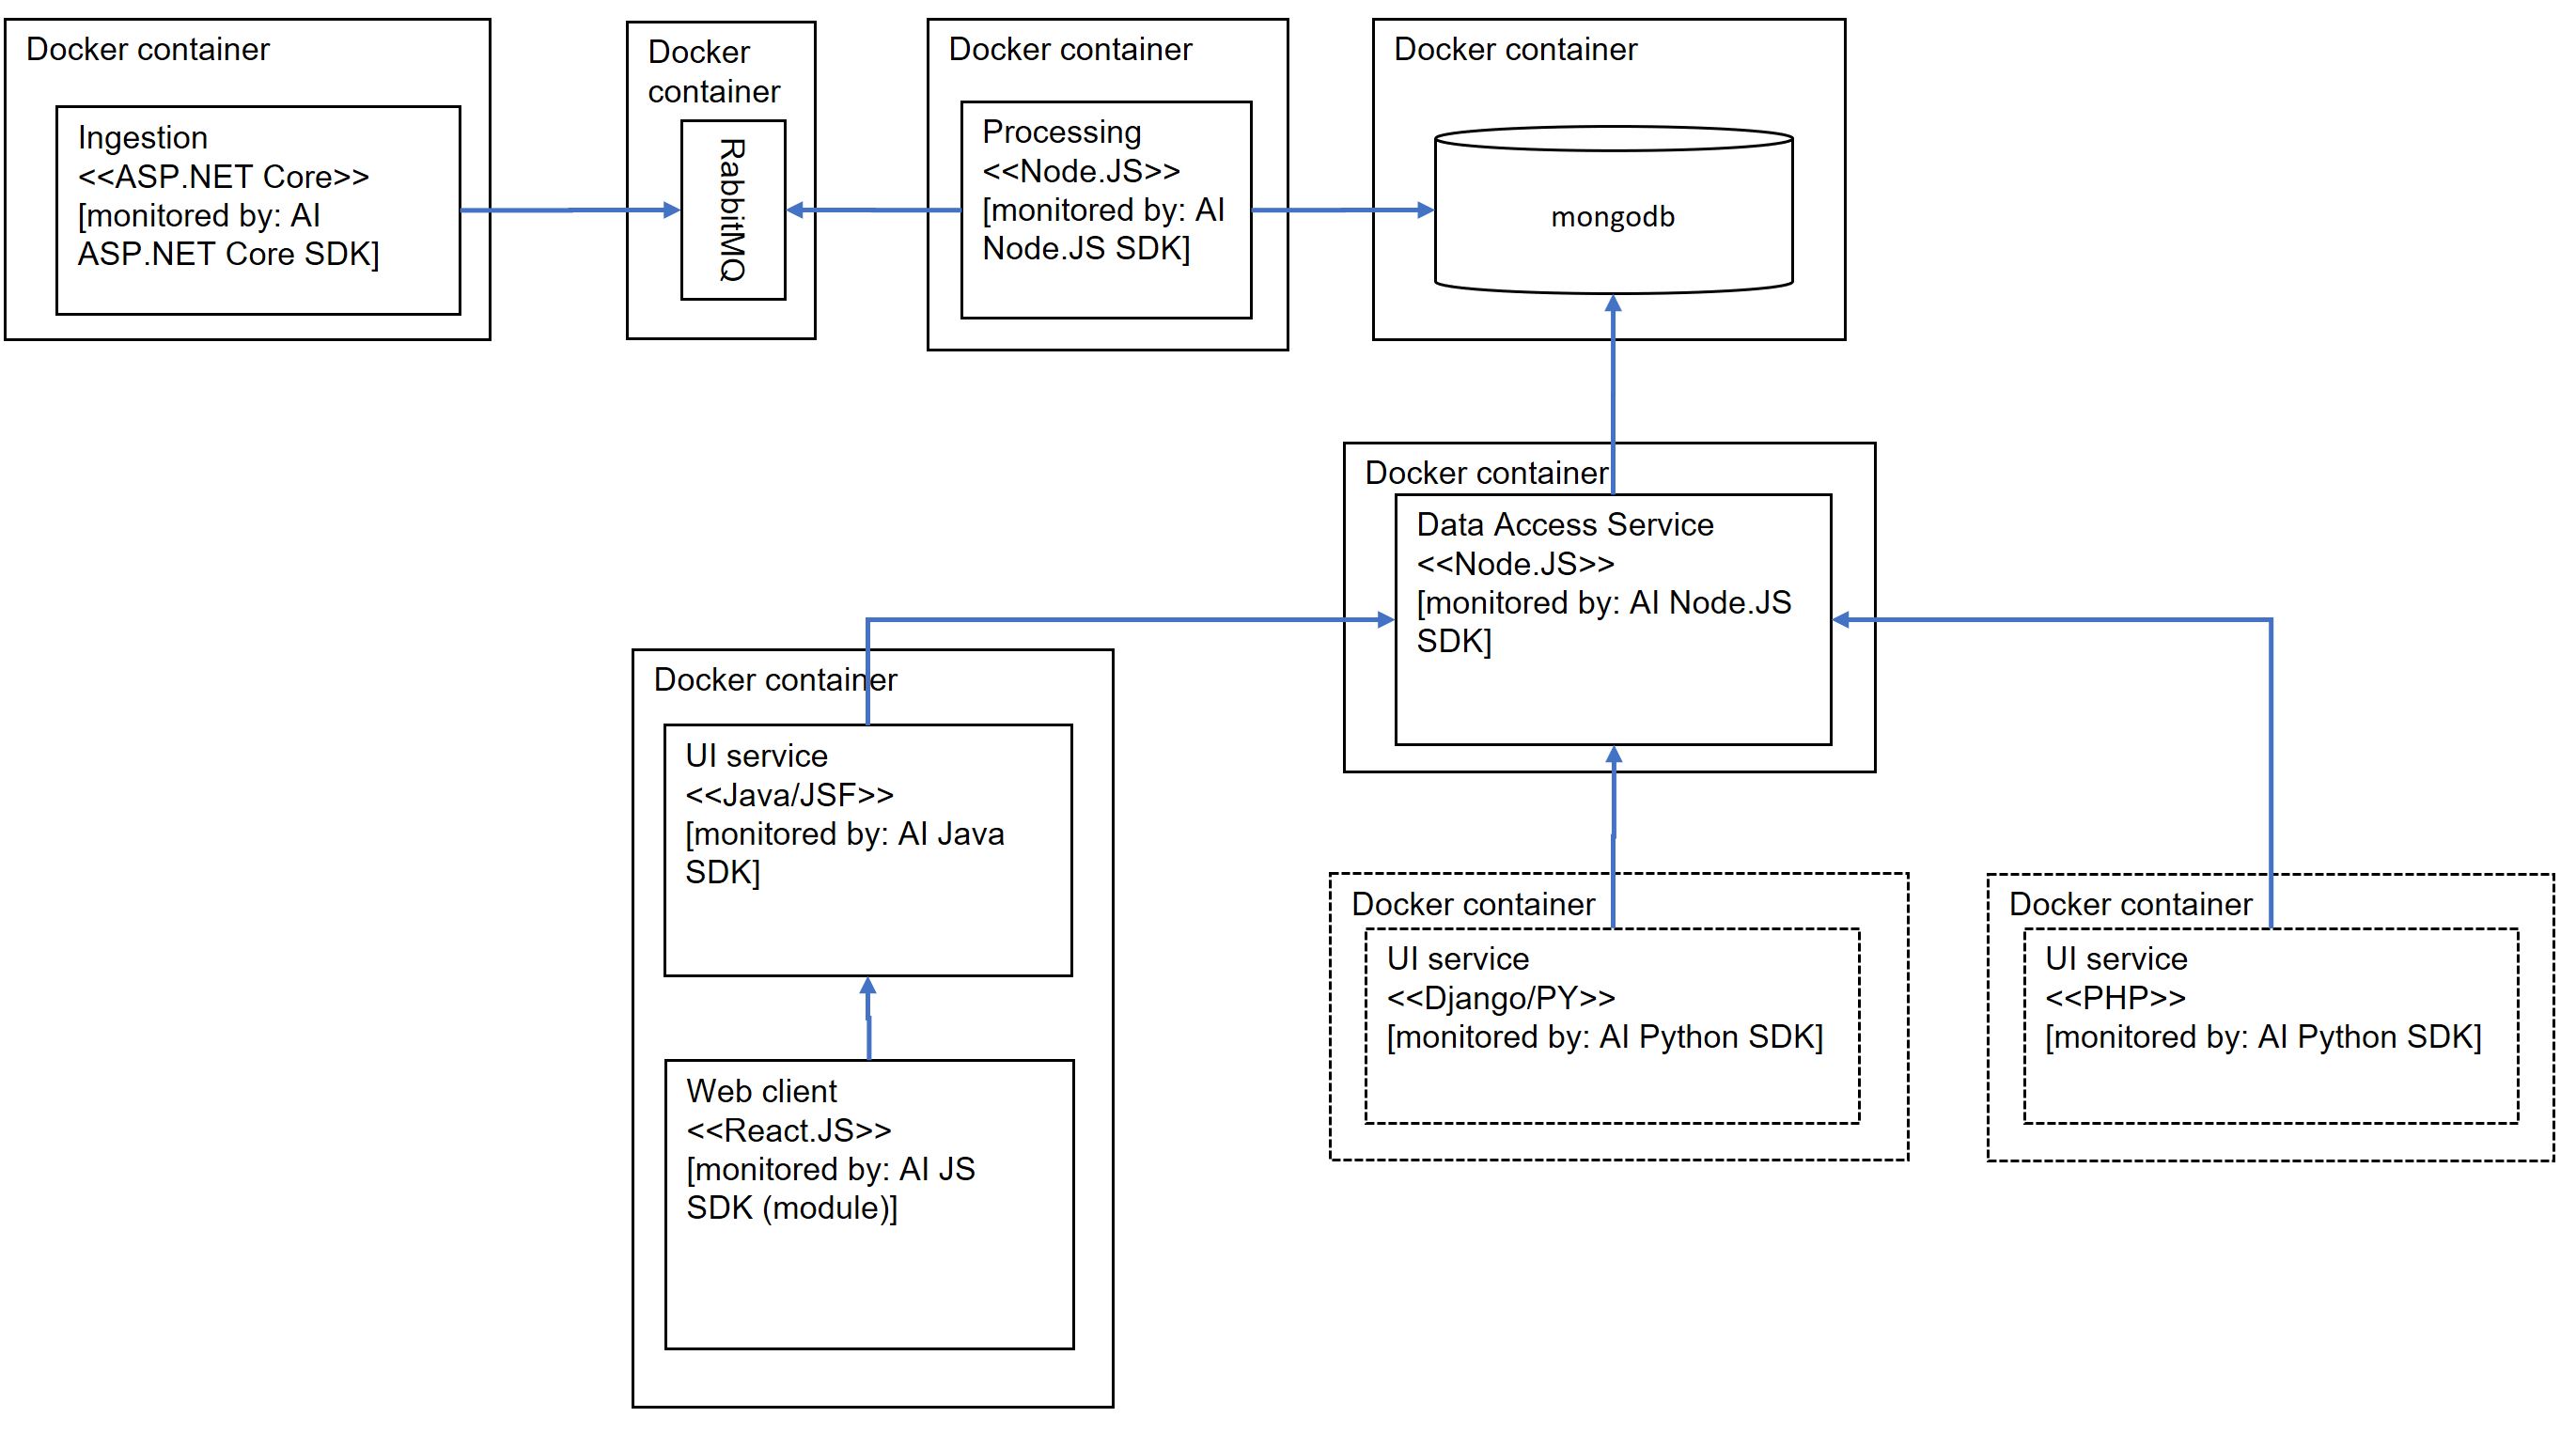 Docker container
Ingestion
<<ASP.NET Core>>
[monitored by: AI
ASP.NET Core SDK]
Docker
container
RabbitMQ
Docker container
Processing
<<Node.JS>>
[monitored by: AI
Node.JS SDK]
Docker container
mongodb
Docker container
Data Access Service
<<Node.JS>>
[monitored by: AI Node.JS
SDK]
Docker container
UI service
<<Java/JSF>>
[monitored by: AI Java
SDK]
Web client
<<React.JS>>
[monitored by: AI JS
SDK (module)]
Docker container
UI service
<<Django/PY>>
[monitored by: AI Python SDK]
Docker container
UI service
<<PHP>>
[monitored by: AI Python SDK]